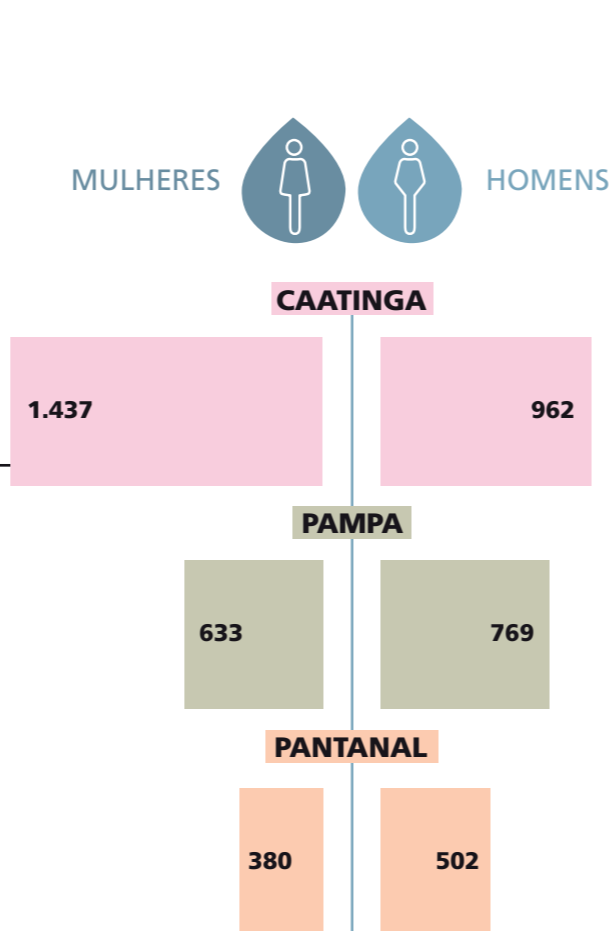 MULHERES HOMENS
CAATINGA
1.437 962
PAMPA
633 769
PANTANAL
380 502